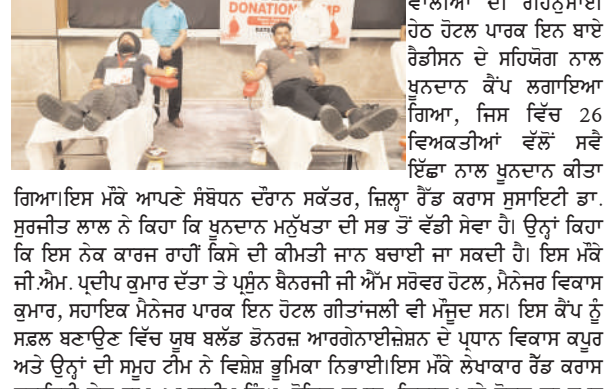 DONATION
ਵਾਲੀਆ ਦੀ ਰਹਿਨੁਮਾਈ
ਹੇਠ ਹੋਟਲ ਪਾਰਕ ਇਨ ਬਾਏ
ਰੈਡੀਸਨ ਦੇ ਸਹਿਯੋਗ ਨਾਲ
ਖੂਨਦਾਨ ਕੈਂਪ ਲਗਾਇਆ
ਗਿਆ, ਜਿਸ ਵਿੱਚ 26
ਵਿਅਕਤੀਆਂ ਵੱਲੋਂ ਸਵੈ
ਇੱਛਾ ਨਾਲ ਖੂਨਦਾਨ ਕੀਤਾ
ਗਿਆ।ਇਸ ਮੌਕੇ ਆਪਣੇ ਸੰਬੋਧਨ ਦੌਰਾਨ ਸਕੱਤਰ, ਜ਼ਿਲ੍ਹਾ ਰੈੱਡ ਕਰਾਸ ਸੁਸਾਇਟੀ ਡਾ.
ਸੁਰਜੀਤ ਲਾਲ ਨੇ ਕਿਹਾ ਕਿ ਖੂਨਦਾਨ ਮਨੁੱਖਤਾ ਦੀ ਸਭ ਤੋਂ ਵੱਡੀ ਸੇਵਾ ਹੈ। ਉਨ੍ਹਾਂ ਕਿਹਾ
ਕਿ ਇਸ ਨੇਕ ਕਾਰਜ ਰਾਹੀਂ ਕਿਸੇ ਦੀ ਕੀਮਤੀ ਜਾਨ ਬਚਾਈ ਜਾ ਸਕਦੀ ਹੈ। ਇਸ ਮੌਕੇ
ਜੀ.ਐਮ. ਪ੍ਰਦੀਪ ਕੁਮਾਰ ਦੱਤਾ ਤੇ ਪ੍ਰਸੁੰਨ ਬੈਨਰਜੀ ਜੀ ਐੱਮ ਸਰੋਵਰ ਹੋਟਲ, ਮੈਨੇਜਰ ਵਿਕਾਸ
ਕੁਮਾਰ, ਸਹਾਇਕ ਮੈਨੇਜਰ ਪਾਰਕ ਇਨ ਹੋਟਲ ਗੀਤਾਂਜਲੀ ਵੀ ਮੌਜੂਦ ਸਨ। ਇਸ ਕੈਂਪ ਨੂੰ
ਸਫ਼ਲ ਬਣਾਉਣ ਵਿੱਚ ਯੂਥ ਬਲੱਡ ਡੋਨਰਜ਼ ਆਰਗੇਨਾਈਜ਼ੇਸ਼ਨ ਦੇ ਪ੍ਰਧਾਨ ਵਿਕਾਸ ਕਪੂਰ
ਅਤੇ ਉਨ੍ਹਾਂ ਦੀ ਸਮੂਹ ਟੀਮ ਨੇ ਵਿਸ਼ੇਸ਼ ਭੂਮਿਕਾ ਨਿਭਾਈ।ਇਸ ਮੌਕੇ ਲੇਖਾਕਾਰ ਰੈੱਡ ਕਰਾਸ